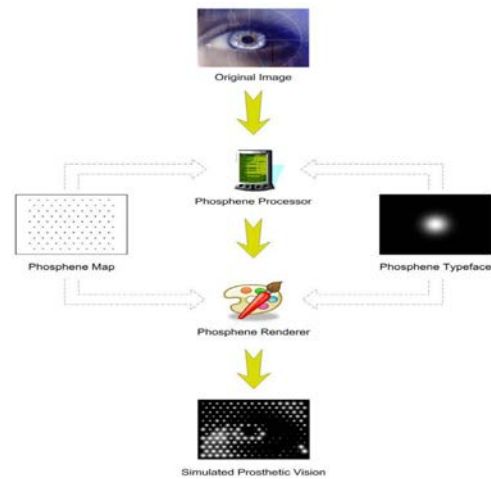 Original Image
Phosphene Processor
Phosphene Map
Phosphene Typeface
Phosphene Renderer
Simulated Prosthetic Vision